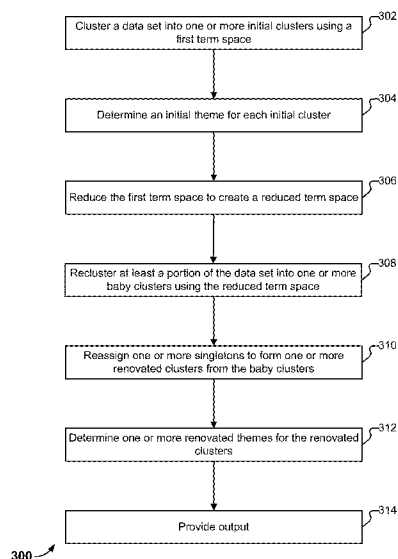 Cluster a data set into one or more initial clusters using a
first term space
302
Determine an initial theme for each initial cluster
304
Reduce the first term space to create a reduced term space
306
Recluster at least a portion of the data set into one or more
baby clusters using the reduced term space
308
Reassign one or more singletons to form one or more
renovated clusters from the baby clusters
310
Determine one or more renovated themes for the renovated
clusters
312
Provide output
314
300